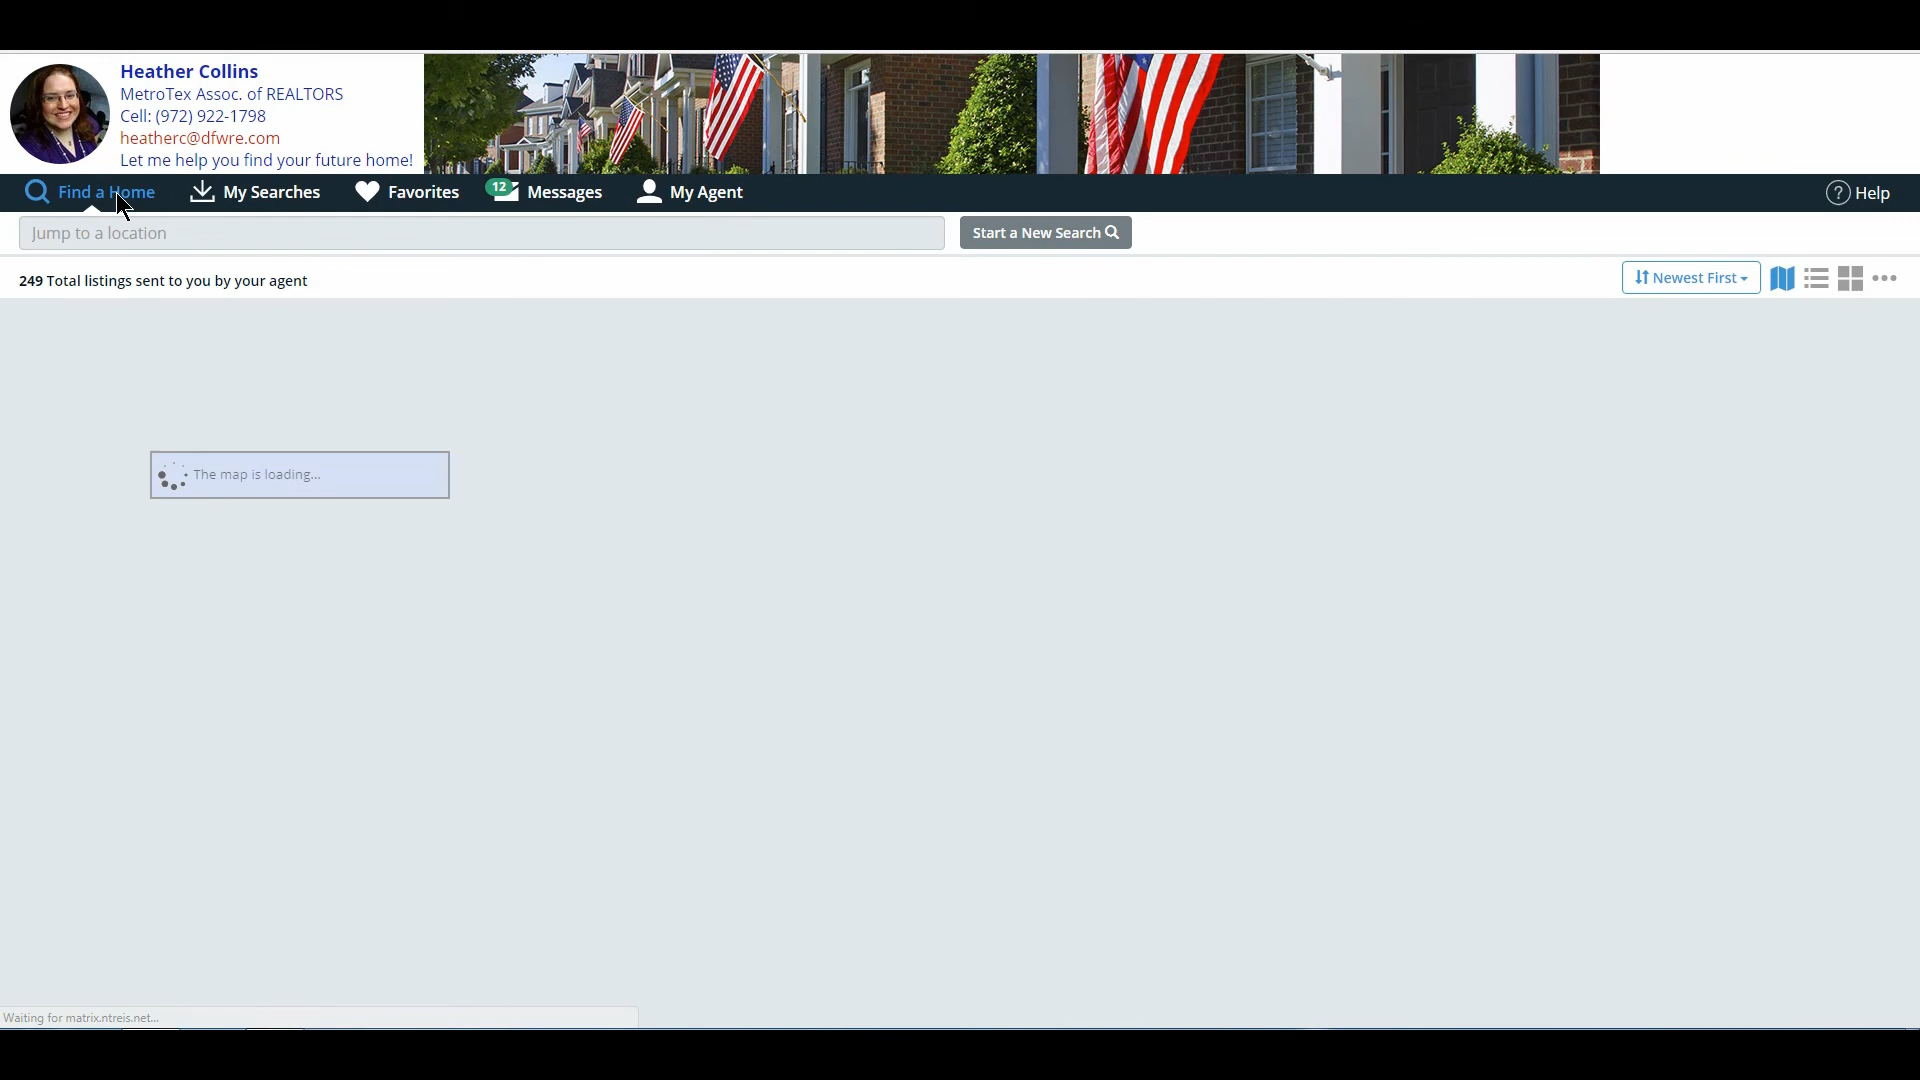 Heather Collins
MetroTex Assoc. of REALTORS
Cell: (972) 922-1798
heatherc@dfwre.com
Let me help you find your future home!
Find a Home
My Searches
Favorites
12 Messages
My Agent
? Help
Jump to a location
Start a New Search
249 Total listings sent to you by your agent
Newest First
The map is loading...
Waiting for matrix.ntreis.net...